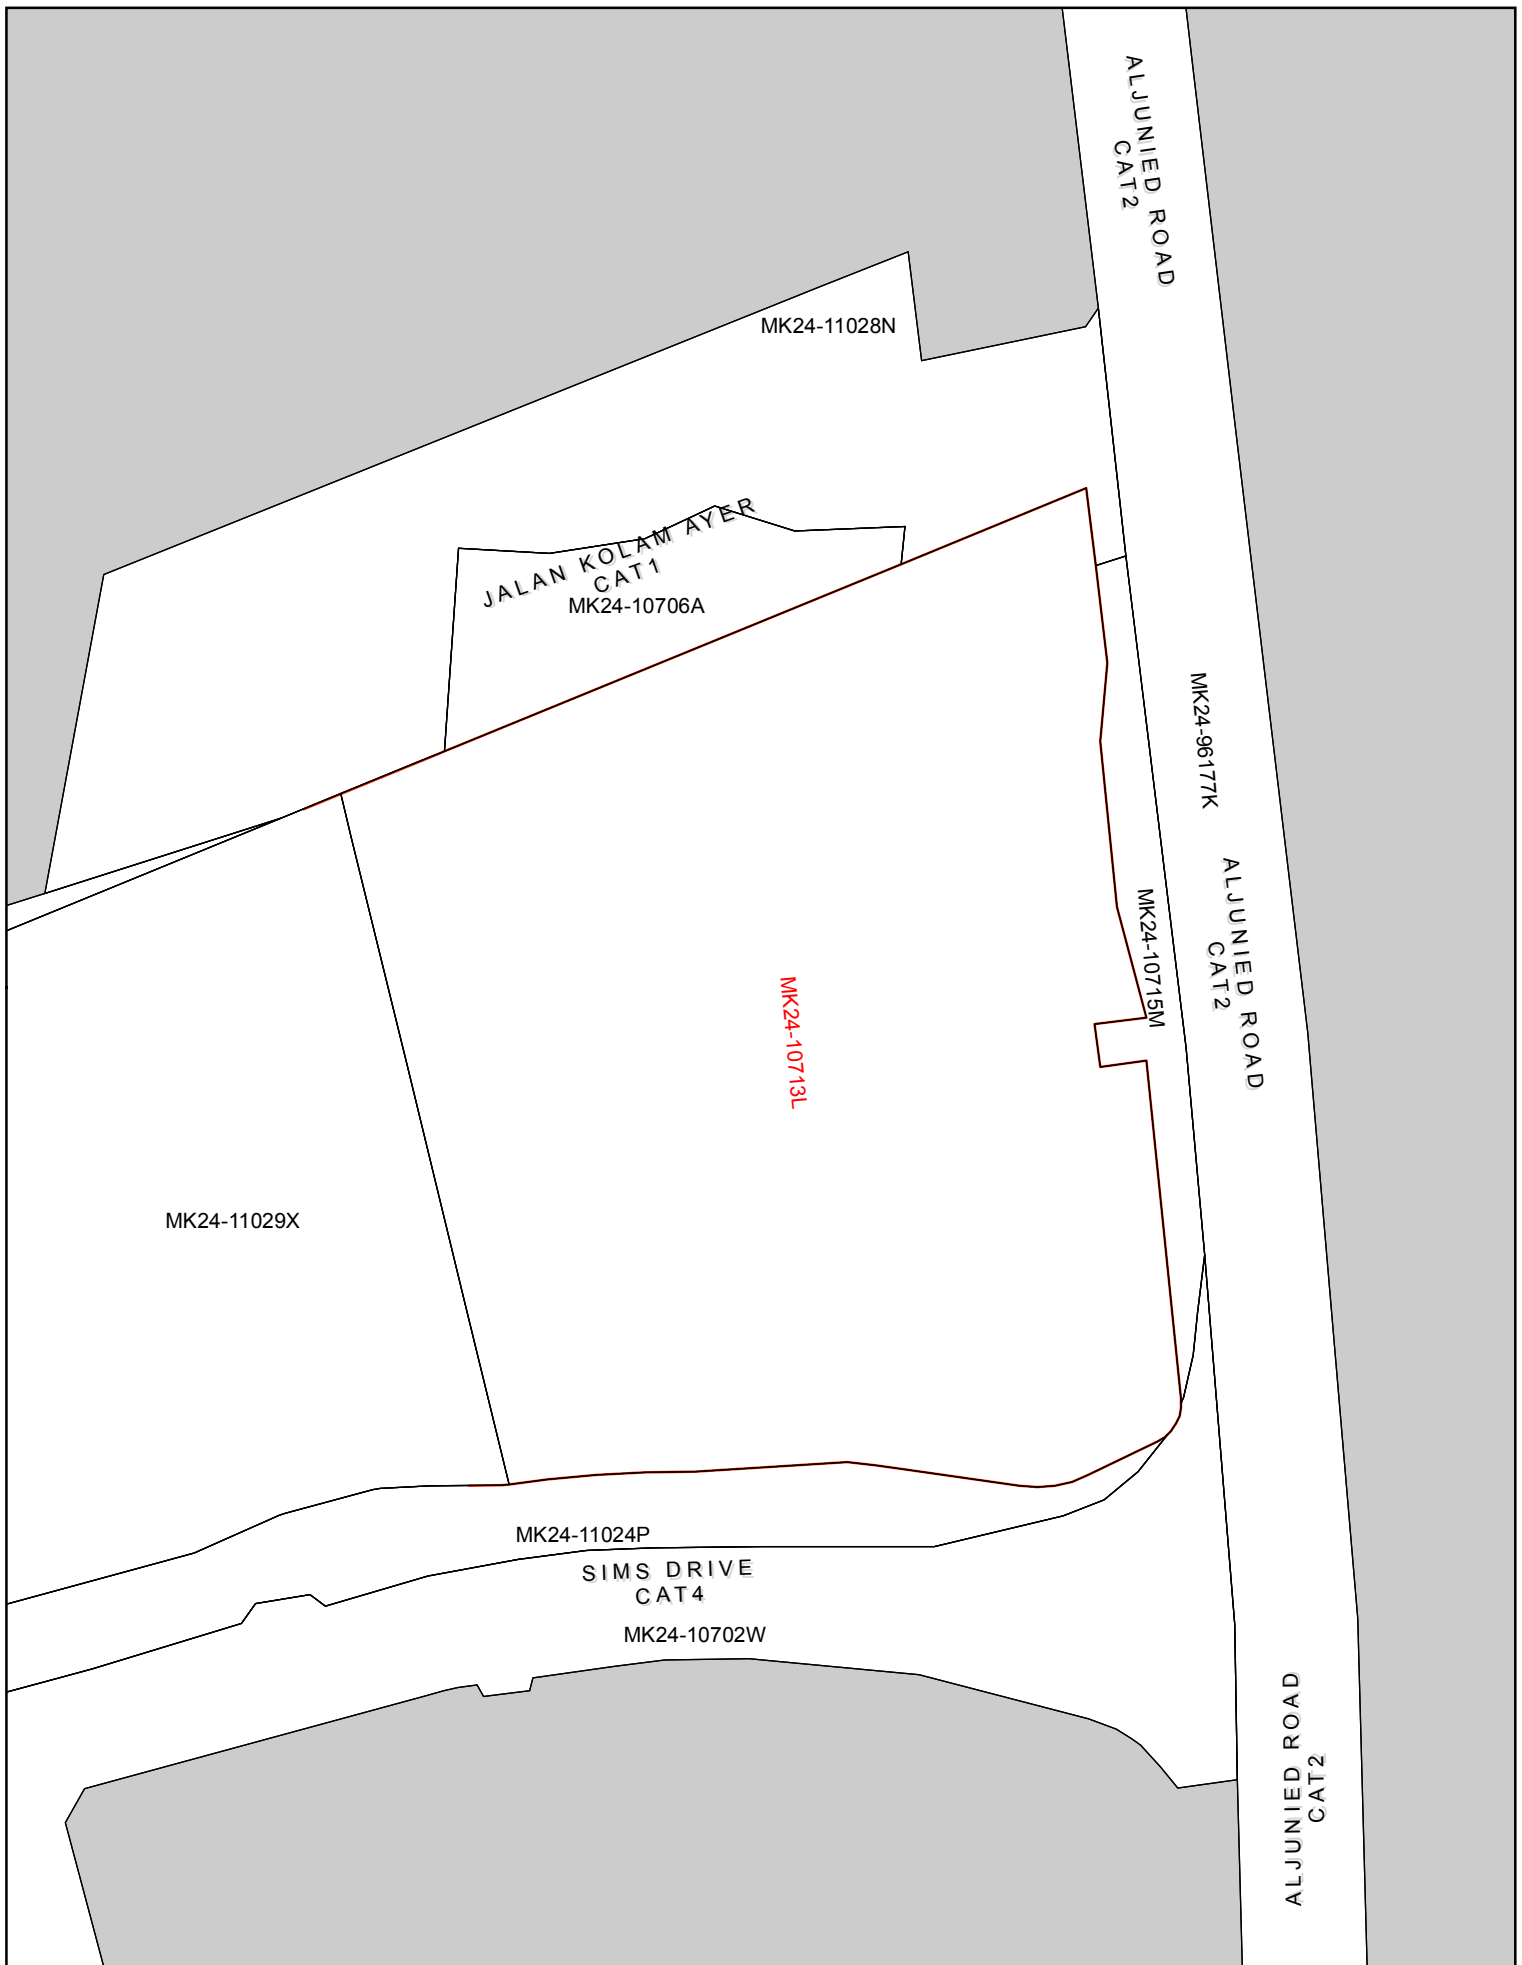 ALJUNIED ROAD
CAT2
MK24-11028N
JALAN KOLAM AYER
CAT1
MK24-10706A
MK24-96177K
ALJUNIED ROAD
CAT2
MK24-10715M
MK24-10713L
MK24-11029X
MK24-11024P
SIMS DRIVE
CAT4
MK24-10702W
ALJUNIED ROAD
CAT2